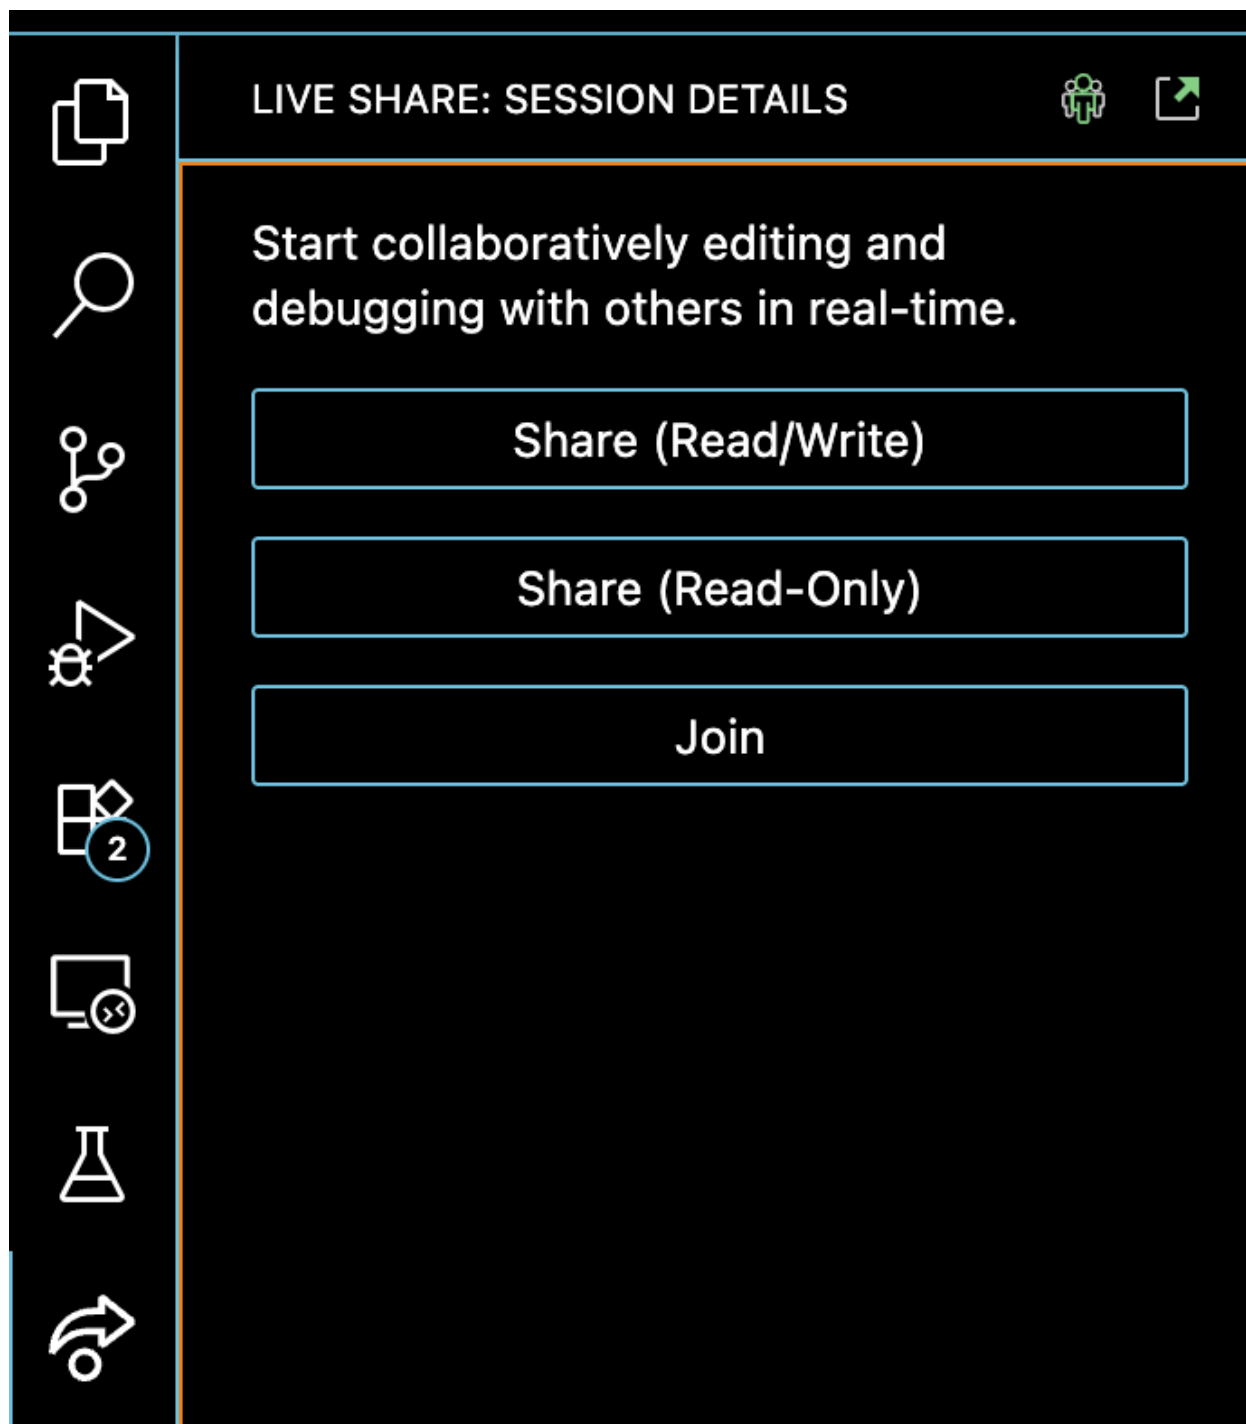 LIVE SHARE: SESSION DETAILS
Start collaboratively editing and
debugging with others in real-time.
Share (Read/Write)
Share (Read-Only)
Join
2